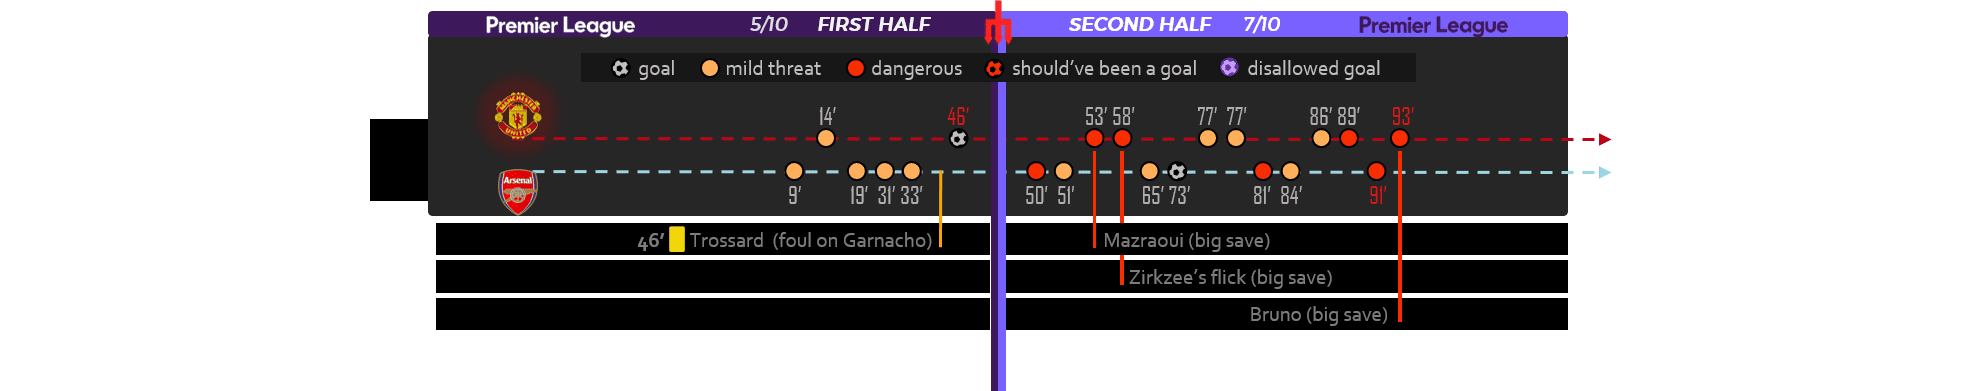 Premier League 5/10 FIRST HALF SECOND HALF 7/10 Premier League
goal mild threat dangerous should've been a goal disallowed goal
MANCHESTER
UNITED
14' 46' 53' 58' 77' 77' 86' 89' 93'
Arsenal
9' 19' 31' 33' 50' 51' 65' 73' 81' 84' 91'
46' Trossard (foul on Garnacho) Mazraoui (big save)
Zirkzee's flick (big save)
Bruno (big save)